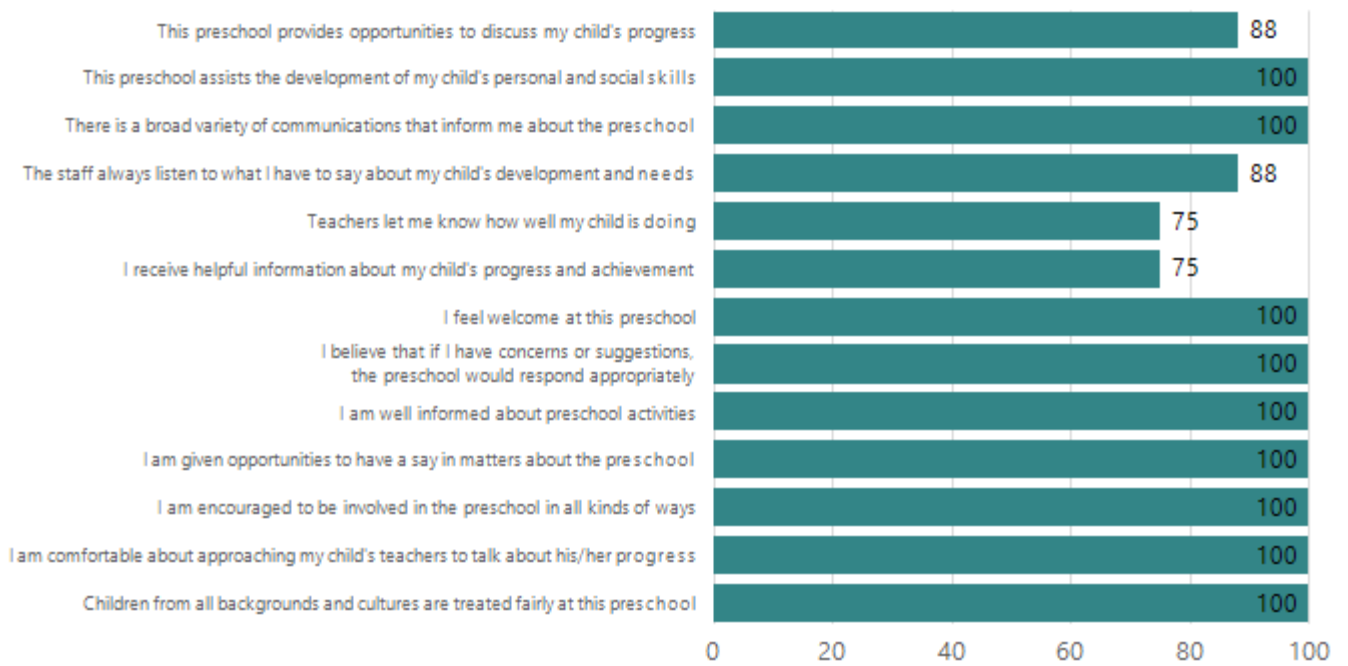 This preschool provides opportunities to discuss my child's progress 88
This preschool assists the development of my child's personal and social skills 100
There is a broad variety of communications that inform me about the preschool 100
The staff always listen to what I have to say about my child's development and needs 88
Teachers let me know how well my child is doing 75
I receive helpful information about my child's progress and achievement 75
I feel welcome at this preschool 100
I believe that if I have concerns or suggestions,
the preschool would respond appropriately 100
I am well informed about preschool activities 100
I am given opportunities to have a say in matters about the preschool 100
I am encouraged to be involved in the preschool in all kinds of ways 100
I am comfortable about approaching my child's teachers to talk about his/her progress 100
Children from all backgrounds and cultures are treated fairly at this preschool 100
0 20 40 60 80 100